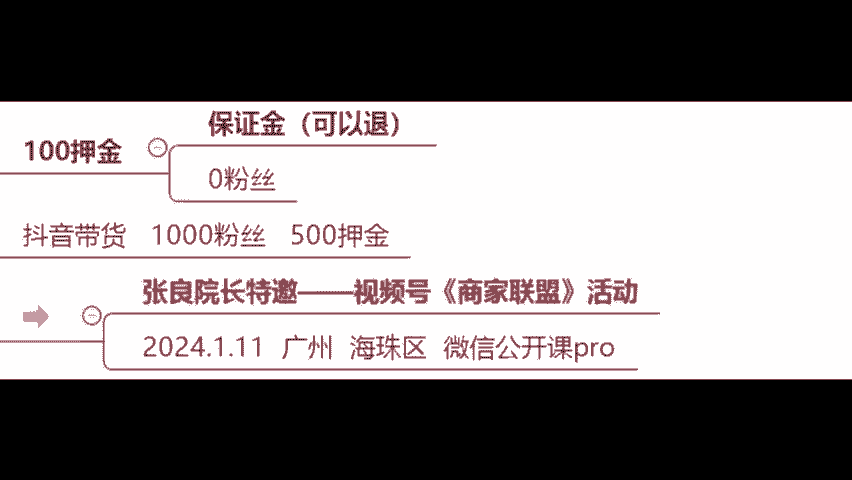 保证金（可以退）
100押金
0粉丝
抖音带货 1000粉丝 500押金
张良院长特邀——视频号《商家联盟》活动
2024.1.11 广州 海珠区 微信公开课pro